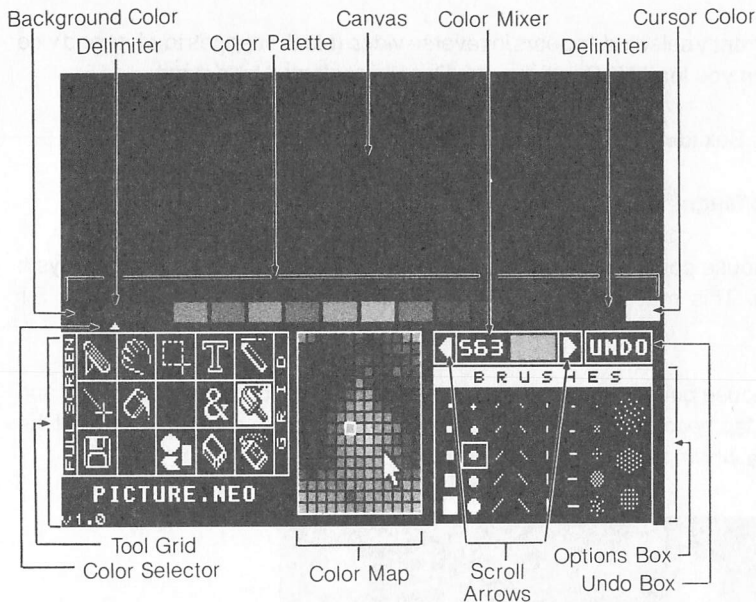 Background Color
Canvas
Color Mixer
Cursor Color
Delimiter
Color Palette
Delimiter
FULL SCREEN
T
GRID
S63
UNDO
BRUSHES
&
PICTURE.NEO
v1.0
Tool Grid
Color Selector
Color Map
Scroll
Arrows
Options Box
Undo Box